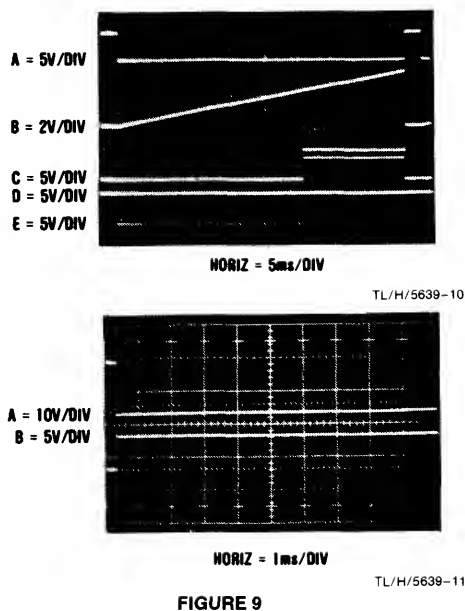 A = 5V/DIV
B = 2V/DIV
C = 5V/DIV
D = 5V/DIV
E = 5V/DIV
HORIZ = 5ms/DIV
TL/H/5639-10
A = 10V/DIV
B = 5V/DIV
HORIZ = 1ms/DIV
TL/H/5639-11
FIGURE 9